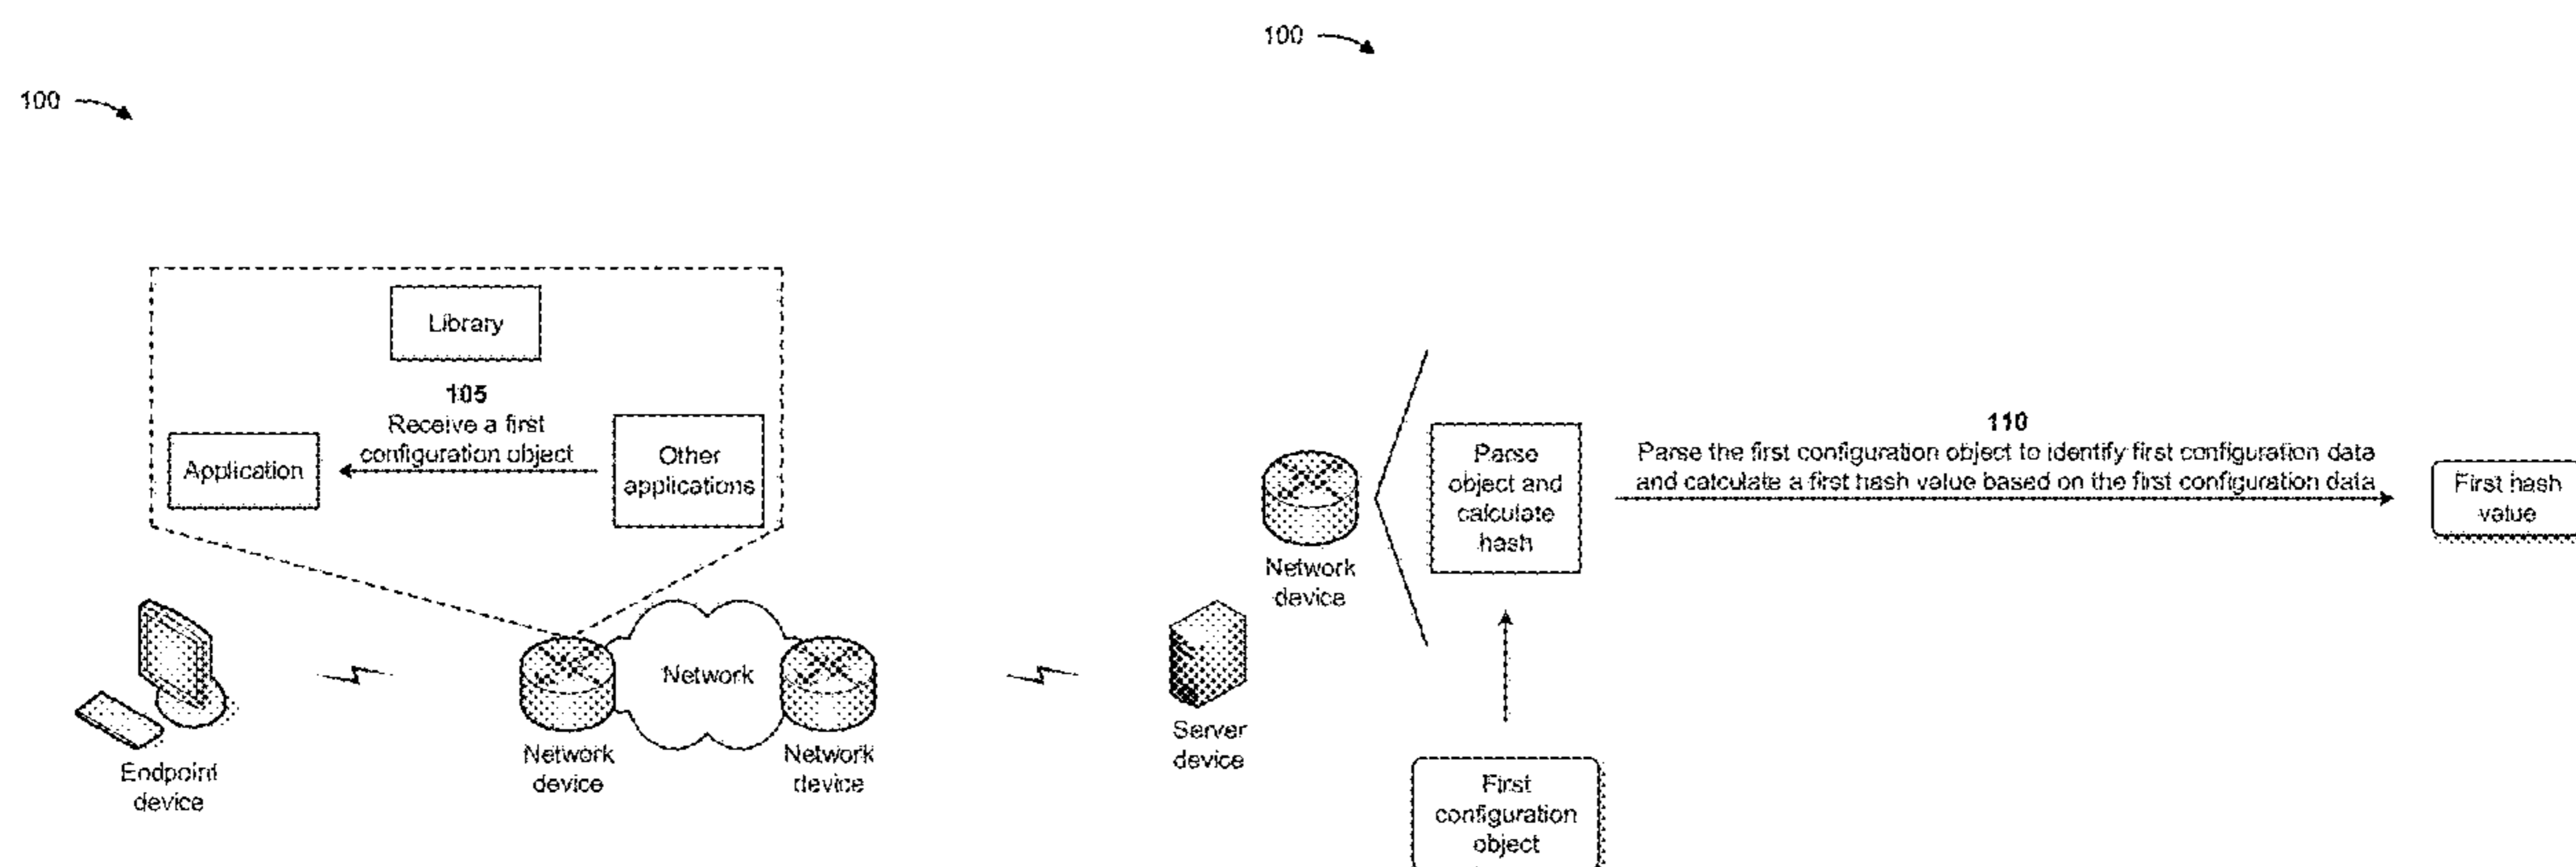 100
Library
105
Receive a first
configuration object
Application
Other
applications
Network
Endpoint
device
Network
device
Network
device
Server
device
100
Network
device
Parse
object and
calculate
hash
110
Parse the first configuration object to identify first configuration data
and calculate a first hash value based on the first configuration data
First hash
value
First
configuration
object